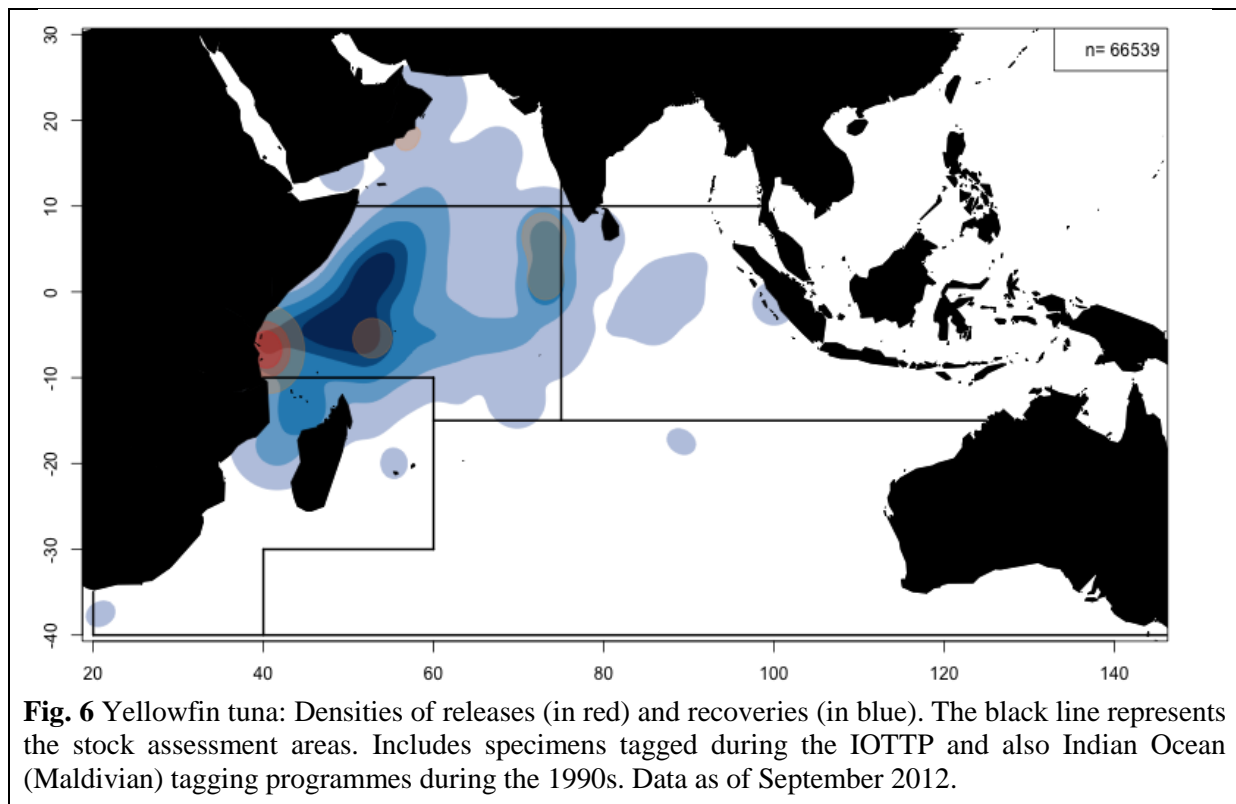 30
20
10
0
-10
-20
-30
-40
n= 66539
20 40 60 80 100 120 140
Fig. 6 Yellowfin tuna: Densities of releases (in red) and recoveries (in blue). The black line represents
the stock assessment areas. Includes specimens tagged during the IOTTP and also Indian Ocean
(Maldivian) tagging programmes during the 1990s. Data as of September 2012.